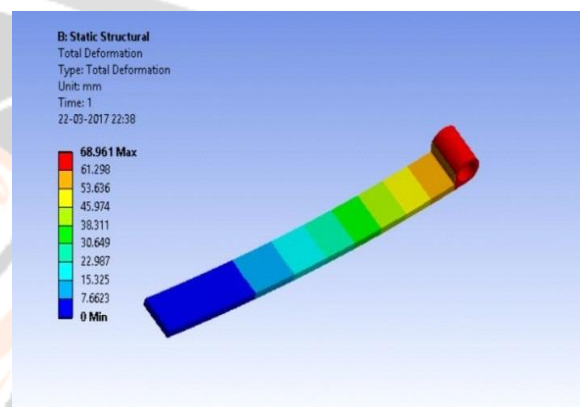 B: Static Structural
Total Deformation
Type: Total Deformation
Unit: mm
Time: 1
22-03-2017 22:38
68.961 Max
61.298
53.636
45.974
38.311
30.649
22.987
15.325
7.6623
0 Min